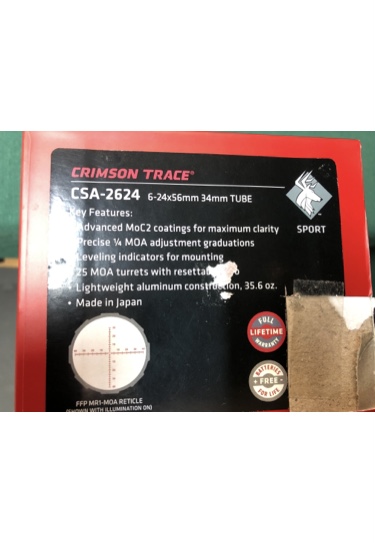 CRIMSON TRACE®
CSA-2624 6-24x56mm 34mm TUBE
Key Features:
• Advanced MoC2 coatings for maximum clarity
• Precise ¼ MOA adjustment graduations
• Leveling indicators for mounting
25 MOA turrets with
• Lightweight aluminum construction, 35.6 oz.
• Made in Japan
SPORT
FULL
LIFETIME
WARRANTY
BATTERIES
FREE
FOR LIFE
FFP MR1-MOA RETICLE
(SHOWN WITH ILLUMINATION ON)